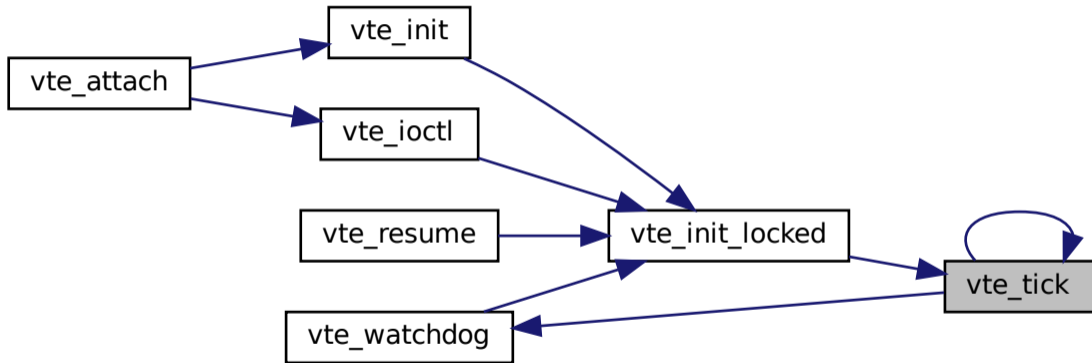 vte_init
vte_attach
vte_ioctl
vte_resume
vte_init_locked
vte_tick
vte_watchdog